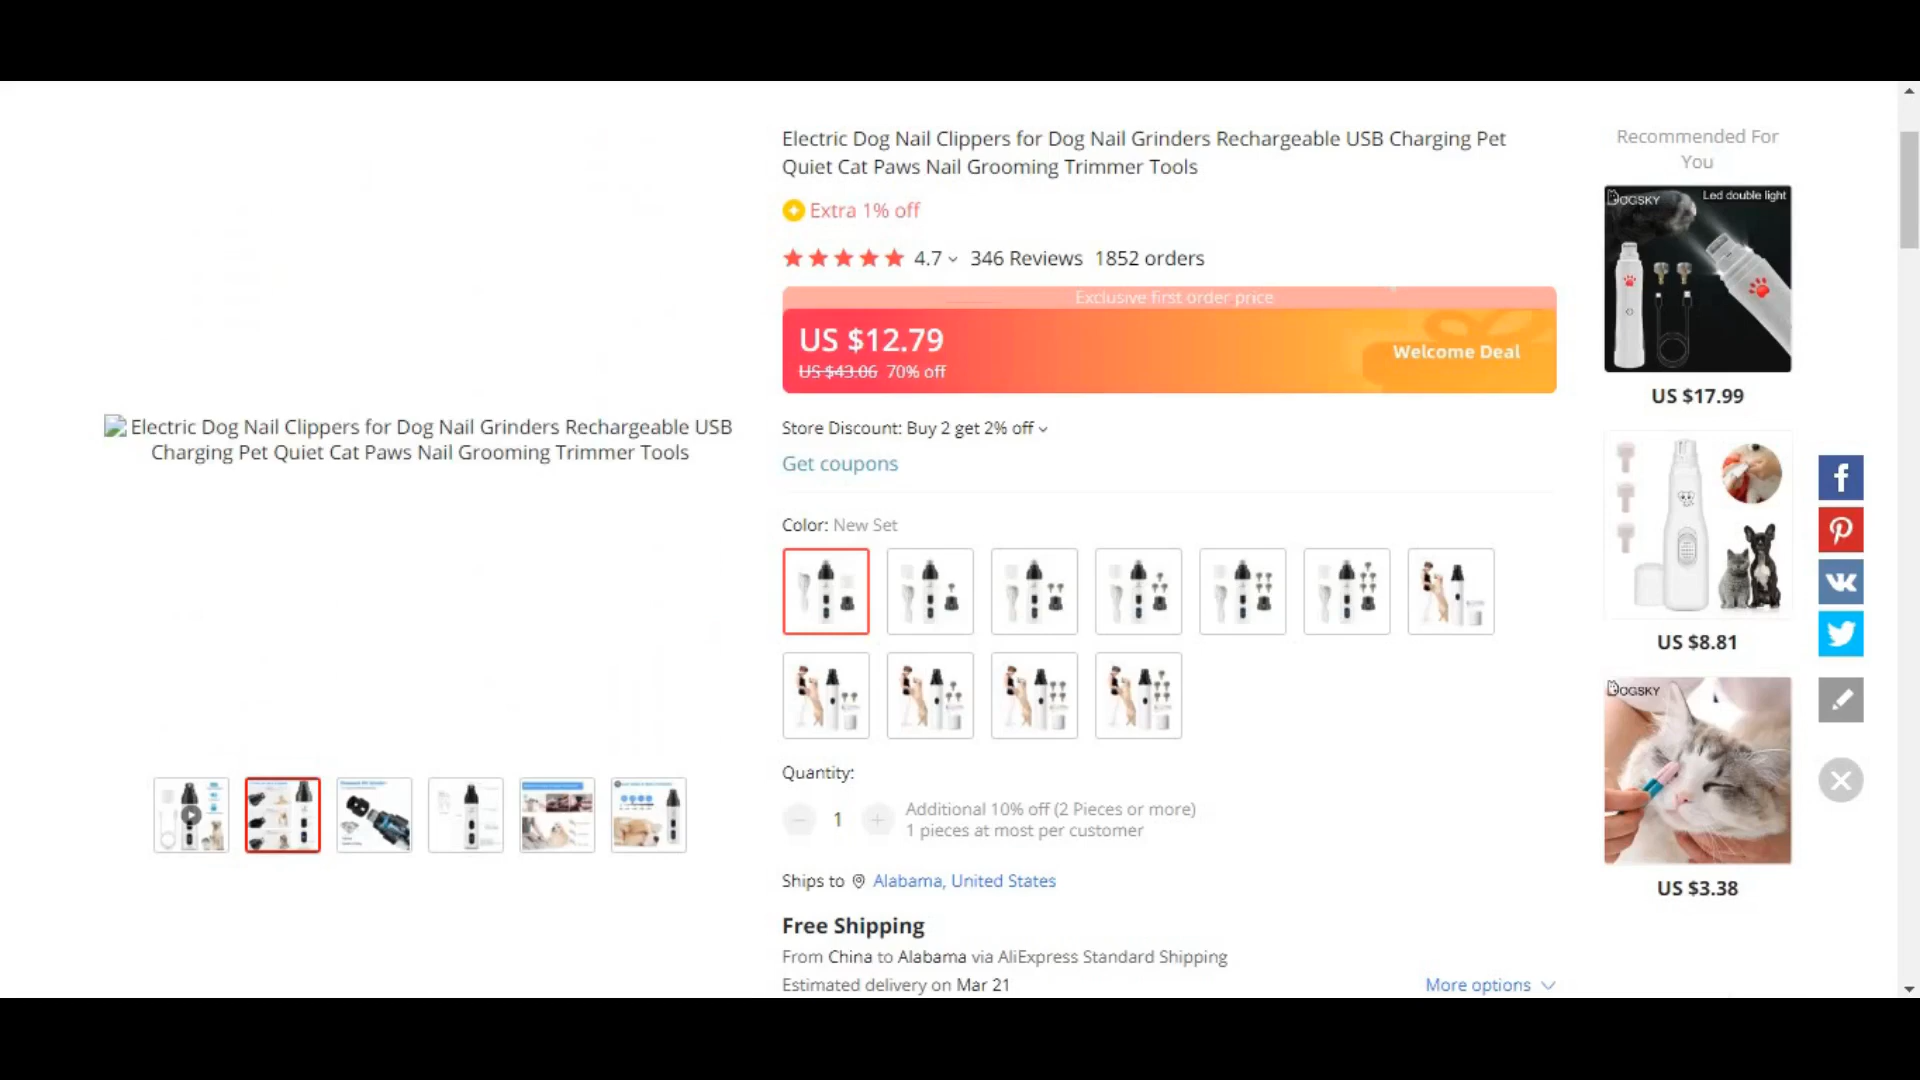 Electric Dog Nail Clippers for Dog Nail Grinders Rechargeable USB Charging Pet
Quiet Cat Paws Nail Grooming Trimmer Tools
Extra 1% off
4.7 346 Reviews 1852 orders
Exclusive first order price
US $12.79
US $43.06 70% off
Welcome Deal
Store Discount: Buy 2 get 2% off
Get coupons
Electric Dog Nail Clippers for Dog Nail Grinders Rechargeable USB
Charging Pet Quiet Cat Paws Nail Grooming Trimmer Tools
Color: New Set
Quantity:
1
Additional 10% off (2 Pieces or more)
1 pieces at most per customer
Ships to Alabama, United States
Free Shipping
From China to Alabama via AliExpress Standard Shipping
Estimated delivery on Mar 21
More options
Recommended For
You
DOGSKY
Led double light
US $17.99
US $8.81
DOGSKY
US $3.38